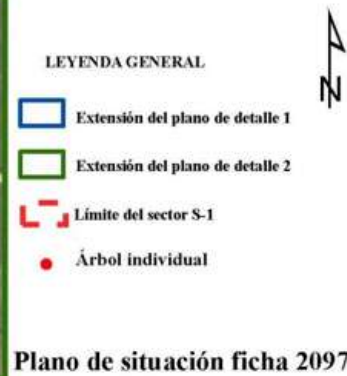 LEYENDA GENERAL
N
Extensión del plano de detalle 1
Extensión del plano de detalle 2
Límite del sector S-1
Árbol individual
Plano de situación ficha 2097